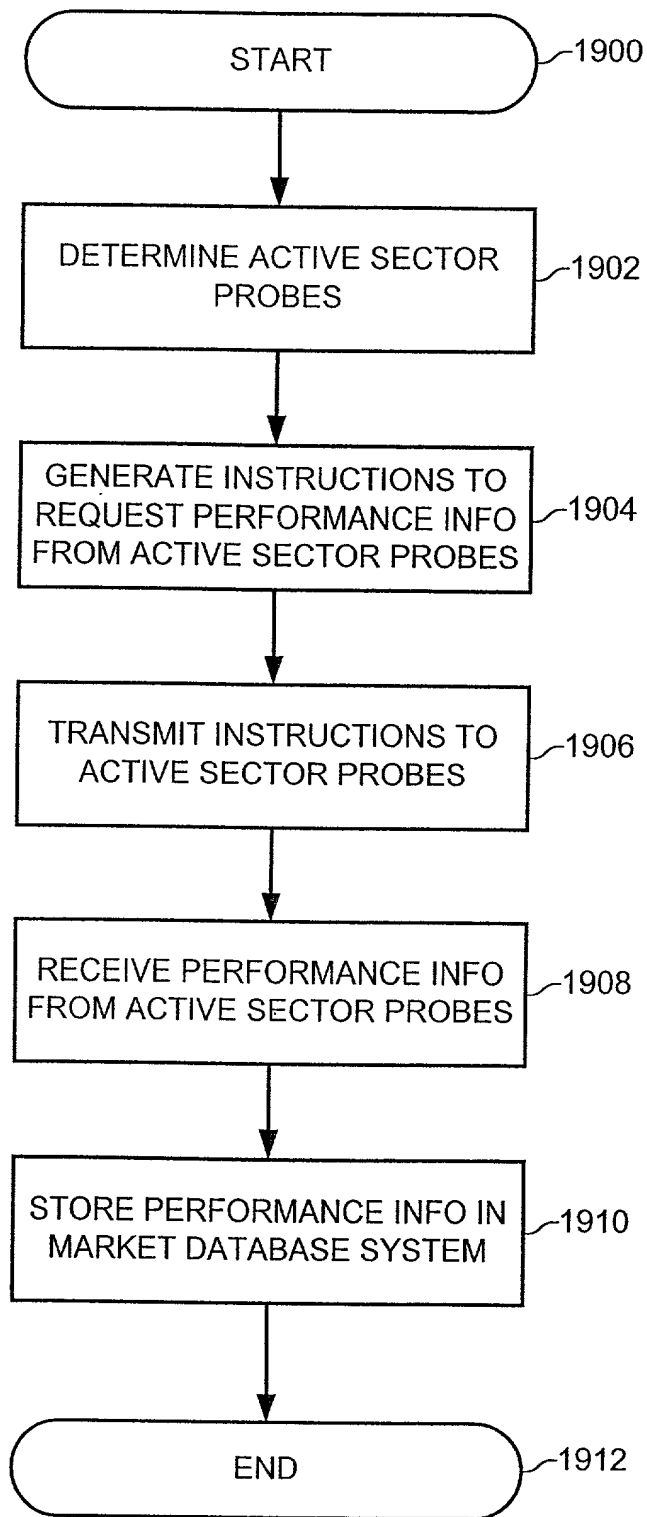 START
1900
DETERMINE ACTIVE SECTOR
PROBES
1902
GENERATE INSTRUCTIONS TO
REQUEST PERFORMANCE INFO
FROM ACTIVE SECTOR PROBES
1904
TRANSMIT INSTRUCTIONS TO
ACTIVE SECTOR PROBES
1906
RECEIVE PERFORMANCE INFO
FROM ACTIVE SECTOR PROBES
1908
STORE PERFORMANCE INFO IN
MARKET DATABASE SYSTEM
1910
END
1912